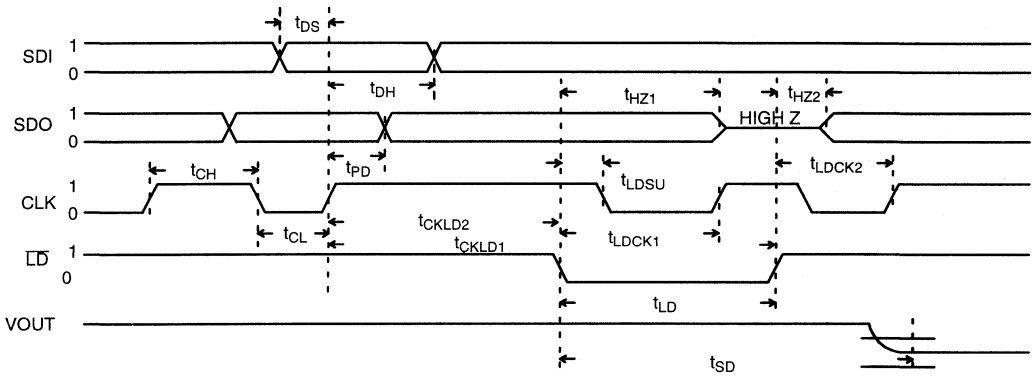 tDS
SDI 1
0
tDH
tHZ1 tHZ2
SDO 1 HIGH Z
0
tPD
tCH tLDCK2
CLK 1 tLDSU
0
tCKLD2
tCL tCKLD1 tLDCK1
LD 1
0
tLD
VOUT
tSD